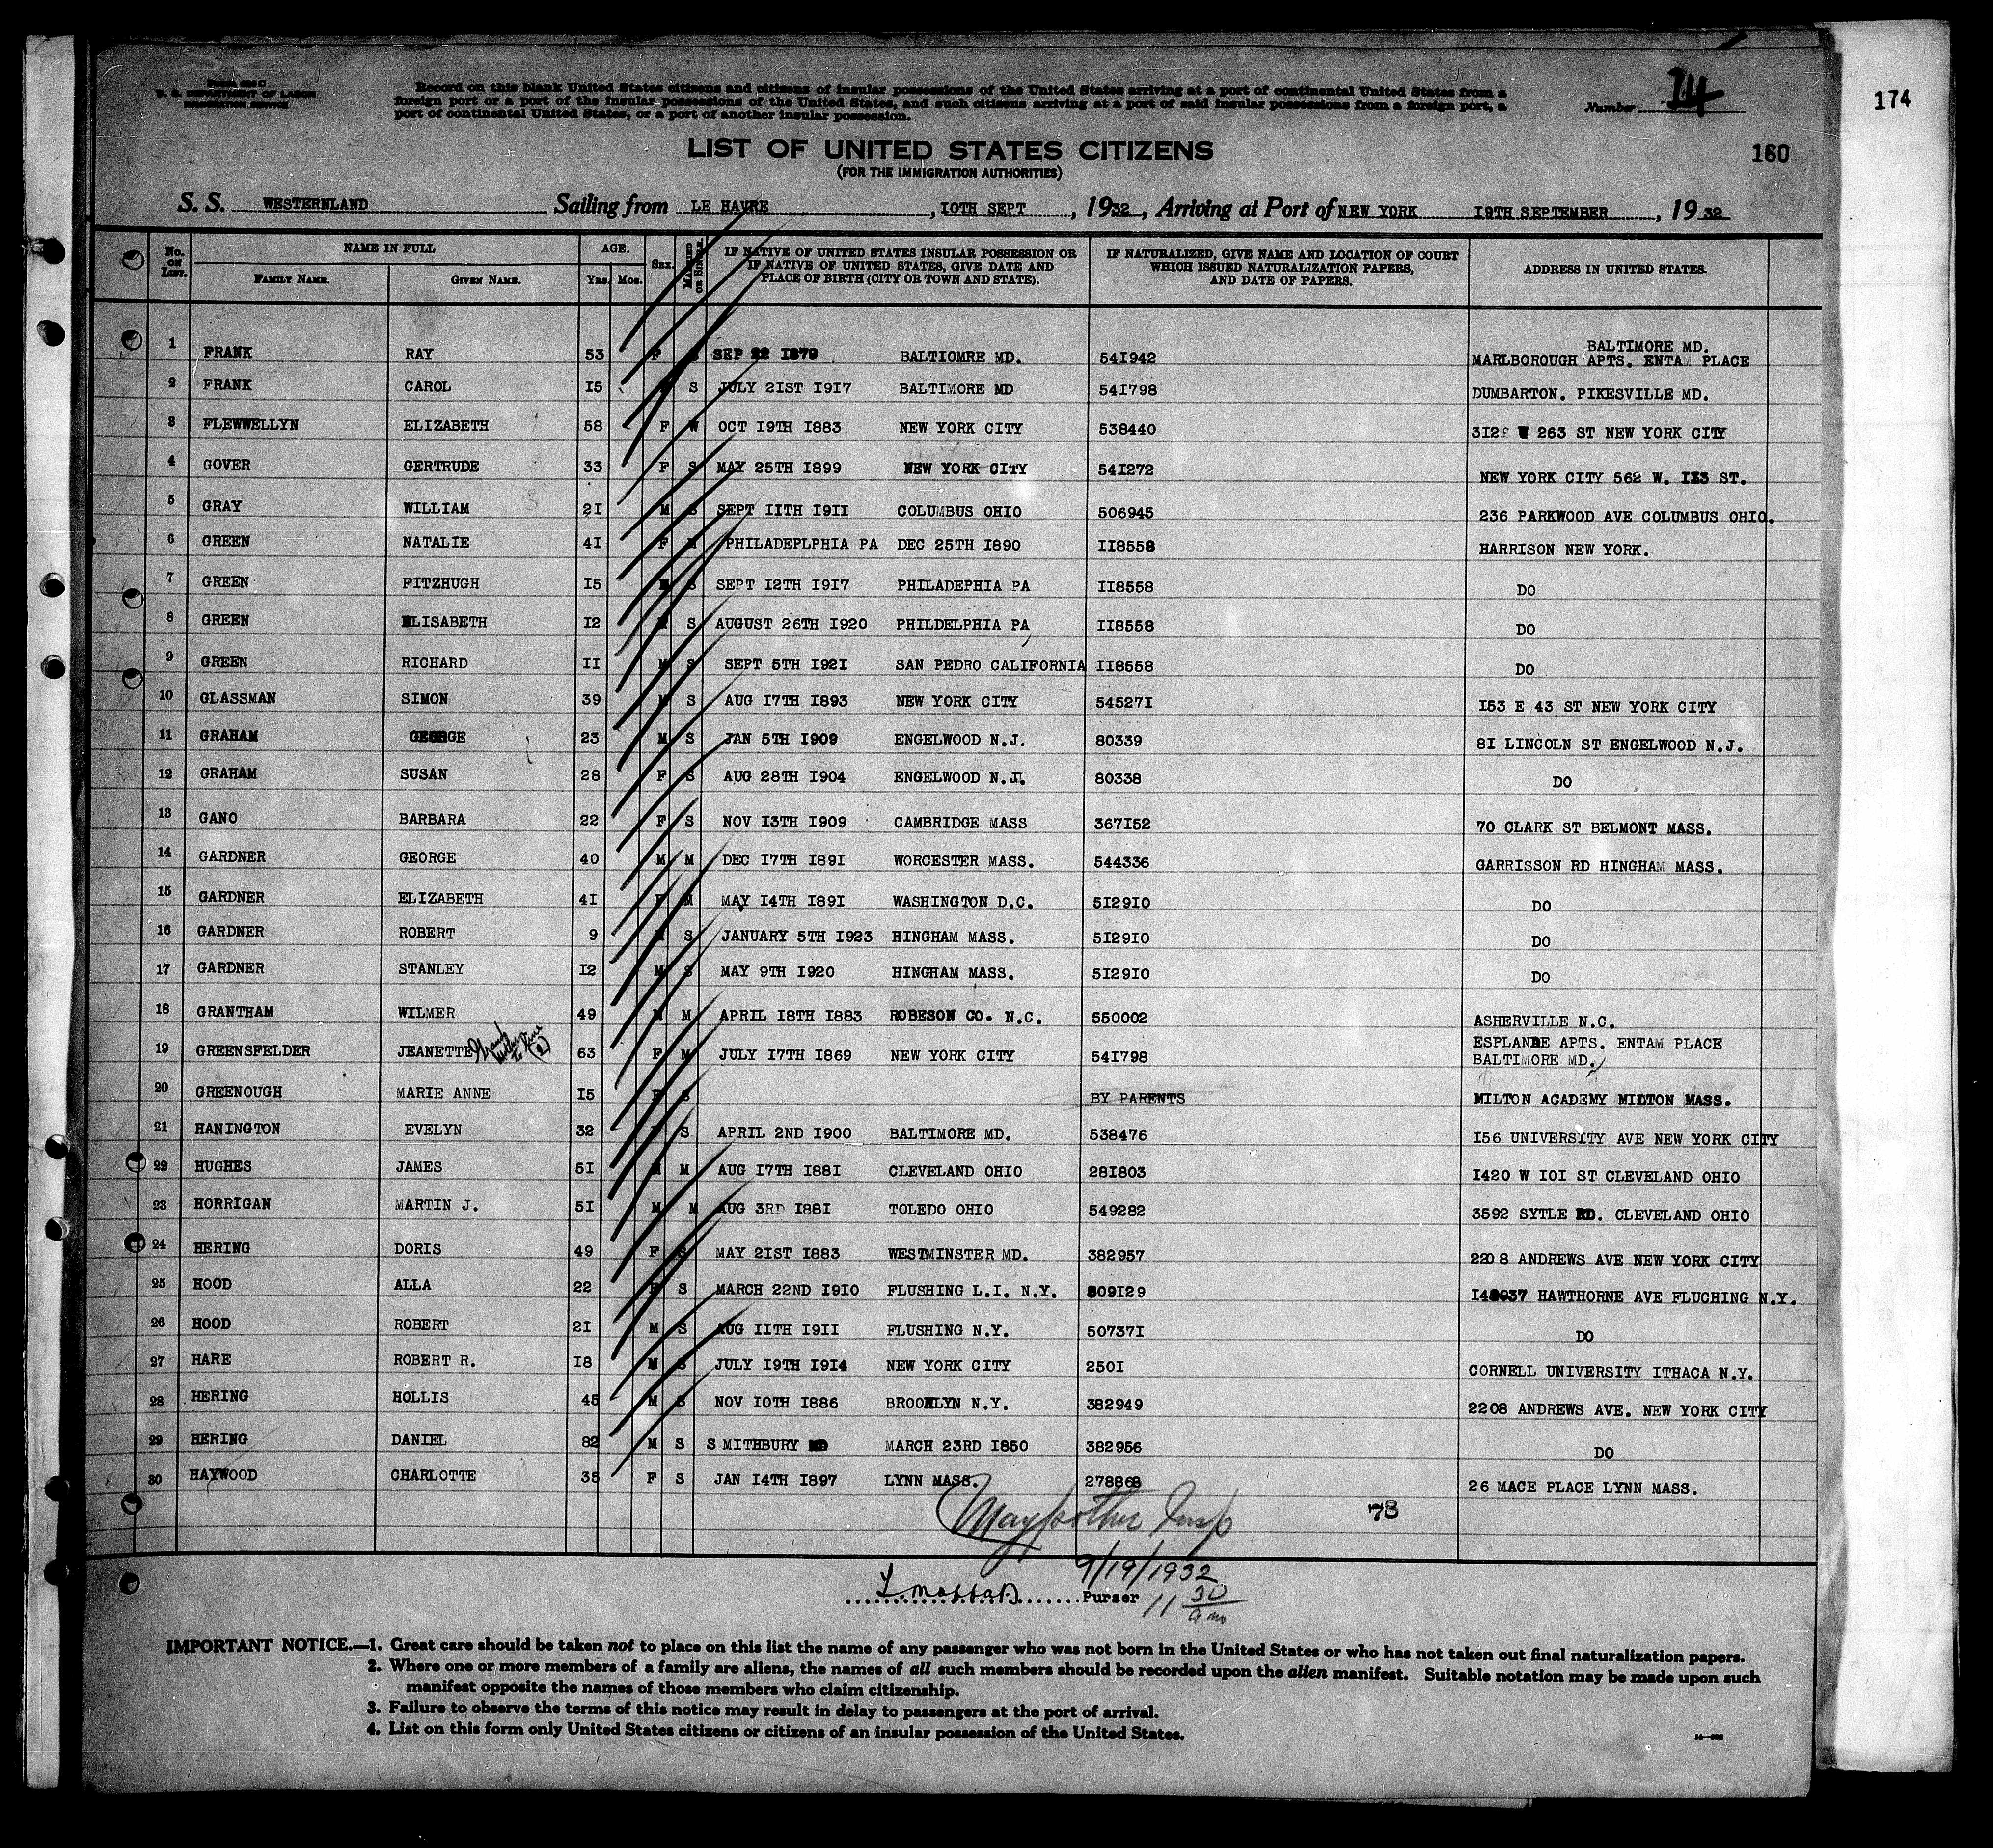 U. S. DEPARTMENT OF LABOR
IMMIGRATION SERVICE
Record on this blank United States citizens and citizens of insular possessions of the United States arriving at a port of continental United States from a
foreign port or a port of the insular possessions of the United States, and such citizens arriving at a port of said insular possessions from a foreign port, a
port of continental United States, or a port of another insular possession.
Number 14
174
LIST OF UNITED STATES CITIZENS
(FOR THE IMMIGRATION AUTHORITIES)
160
S. S. WESTERNLAND Sailing from LE HAVRE, 10TH SEPT, 1932, Arriving at Port of NEW YORK 19TH SEPTEMBER, 1932
No. ON LIST. NAME IN FULL FAMILY NAME. GIVEN NAME. AGE. YRS. MOS. SEX. MARRIED OR SINGLE. IF NATIVE OF UNITED STATES INSULAR POSSESSION OR IF NATIVE OF UNITED STATES, GIVE DATE AND PLACE OF BIRTH (CITY OR TOWN AND STATE). IF NATURALIZED, GIVE NAME AND LOCATION OF COURT WHICH ISSUED NATURALIZATION PAPERS, AND DATE OF PAPERS. ADDRESS IN UNITED STATES.
1 FRANK RAY 53 F SEP 22 1879 BALTIOMRE MD. 541942 BALTIMORE MD. MARLBOROUGH APTS. ENTAM PLACE
2 FRANK CAROL 15 S JULY 21ST 1917 BALTIMORE MD 541798 DUMBARTON. PIKESVILLE MD.
3 FLEWWELLYN ELIZABETH 58 F W OCT 19TH 1883 NEW YORK CITY 538440 W 263 ST NEW YORK CITY
4 GOVER GERTRUDE 33 F S MAY 25TH 1899 NEW YORK CITY 541272 NEW YORK CITY 562 W. 113 ST.
5 GRAY WILLIAM 21 M S SEPT 11TH 1911 COLUMBUS OHIO 506945 236 PARKWOOD AVE COLUMBUS OHIO.
6 GREEN NATALIE 41 F M PHILADEPLPHIA PA DEC 25TH 1890 118558 HARRISON NEW YORK.
7 GREEN FITZHUGH 15 M S SEPT 12TH 1917 PHILADEPHIA PA 118558 DO
8 GREEN ELISABETH 12 S AUGUST 26TH 1920 PHILDELPHIA PA 118558 DO
9 GREEN RICHARD 11 M S SEPT 5TH 1921 SAN PEDRO CALIFORNIA 118558 DO
10 GLASSMAN SIMON 39 M S AUG 17TH 1893 NEW YORK CITY 545271 153 E 43 ST NEW YORK CITY
11 GRAHAM GEORGE 23 M S JAN 5TH 1909 ENGELWOOD N.J. 80339 81 LINCOLN ST ENGELWOOD N.J.
12 GRAHAM SUSAN 28 F S AUG 28TH 1904 ENGELWOOD N.J. 80338 DO
13 GANO BARBARA 22 F S NOV 13TH 1909 CAMBRIDGE MASS 367152 70 CLARK ST BELMONT MASS.
14 GARDNER GEORGE 40 M M DEC 17TH 1891 WORCESTER MASS. 544336 GARRISSON RD HINGHAM MASS.
15 GARDNER ELIZABETH 41 F M MAY 14TH 1891 WASHINGTON D.C. 512910 DO
16 GARDNER ROBERT 9 M S JANUARY 5TH 1923 HINGHAM MASS. 512910 DO
17 GARDNER STANLEY 12 M S MAY 9TH 1920 HINGHAM MASS. 512910 DO
18 GRANTHAM WILMER 49 M M APRIL 18TH 1883 ROBESON CO. N.C. 550002 ASHERVILLE N.C.
19 GREENSFELDER JEANETTE 63 F M JULY 17TH 1869 NEW YORK CITY 541798 ESPLANDE APTS. ENTAM PLACE BALTIMORE MD.
20 GREENOUGH MARIE ANNE 15 F S BY PARENTS MILTON ACADEMY MILTON MASS.
21 HANINGTON EVELYN 32 F S APRIL 2ND 1900 BALTIMORE MD. 538476 156 UNIVERSITY AVE NEW YORK CITY
22 HUGHES JAMES 51 M M AUG 17TH 1881 CLEVELAND OHIO 281803 1420 W 101 ST CLEVELAND OHIO
23 HORRIGAN MARTIN J. 51 M M AUG 3RD 1881 TOLEDO OHIO 549282 3592 SYTLE RD. CLEVELAND OHIO
24 HERING DORIS 49 F S MAY 21ST 1883 WESTMINSTER MD. 382957 2208 ANDREWS AVE NEW YORK CITY
25 HOOD ALLA 22 F S MARCH 22ND 1910 FLUSHING L.I. N.Y. 509129 HAWTHORNE AVE FLUCHING N.Y.
26 HOOD ROBERT 21 M S AUG 11TH 1911 FLUSHING N.Y. 507371 DO
27 HARE ROBERT R. 18 M S JULY 19TH 1914 NEW YORK CITY 2501 CORNELL UNIVERSITY ITHACA N.Y.
28 HERING HOLLIS 45 M S NOV 10TH 1886 BROOKLYN N.Y. 382949 2208 ANDREWS AVE. NEW YORK CITY
29 HERING DANIEL 82 M S SMITHBURY MD MARCH 23RD 1850 382956 DO
30 HAYWOOD CHARLOTTE 35 F S JAN 14TH 1897 LYNN MASS. 278868 26 MACE PLACE LYNN MASS.
Insp
78
9/19/1932
Purser 11 30 am
IMPORTANT NOTICE.—1. Great care should be taken not to place on this list the name of any passenger who was not born in the United States or who has not taken out final naturalization papers.
2. Where one or more members of a family are aliens, the names of all such members should be recorded upon the alien manifest. Suitable notation may be made upon such
manifest opposite the names of those members who claim citizenship.
3. Failure to observe the terms of this notice may result in delay to passengers at the port of arrival.
4. List on this form only United States citizens or citizens of an insular possession of the United States.